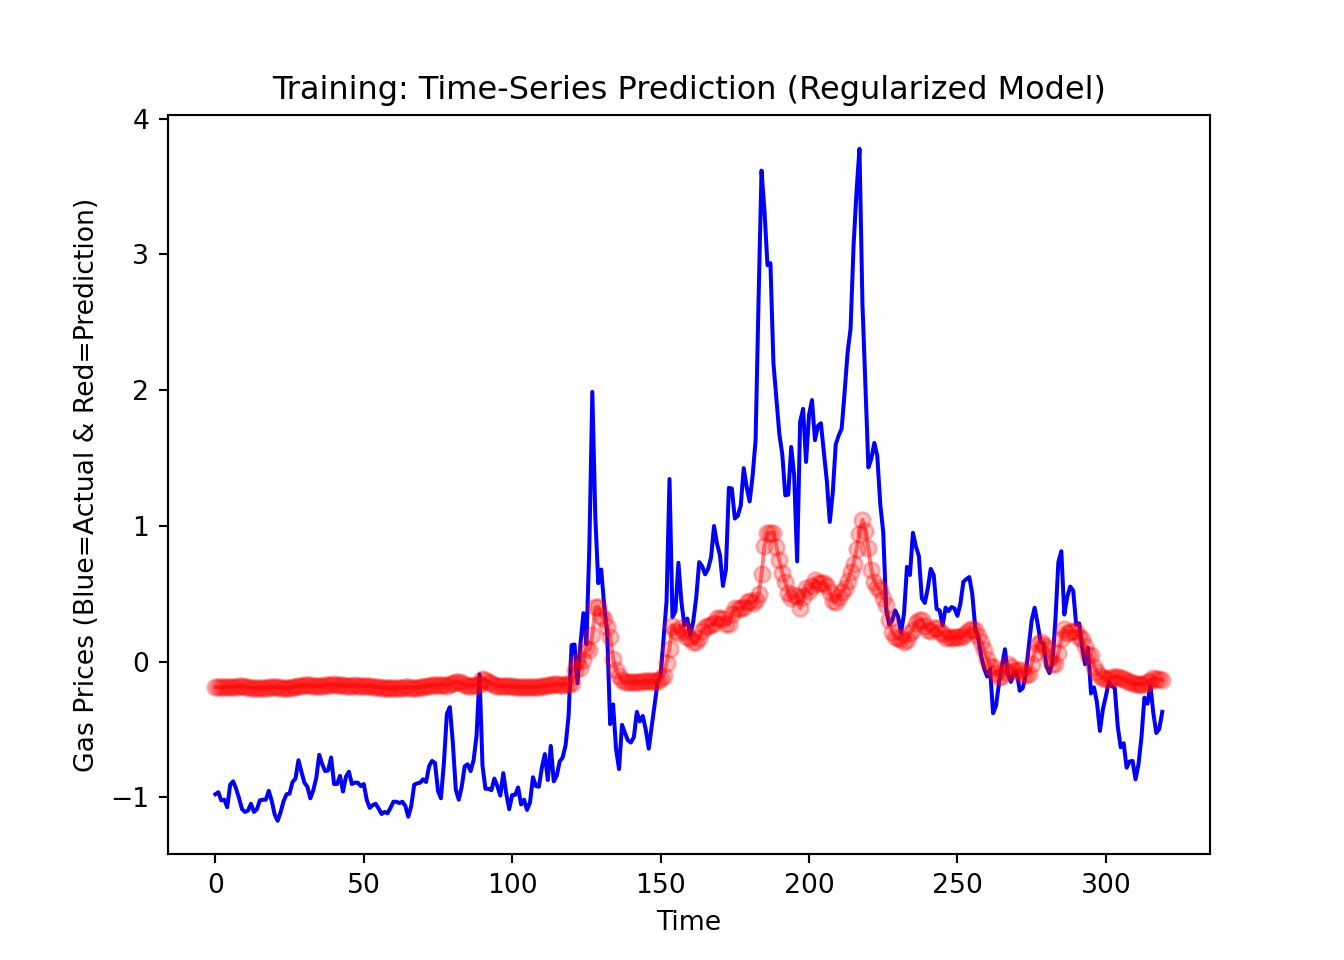 Training: Time-Series Prediction (Regularized Model)
Gas Prices (Blue=Actual & Red=Prediction)
4
3
2
1
0
−1
0 50 100 150 200 250 300
Time